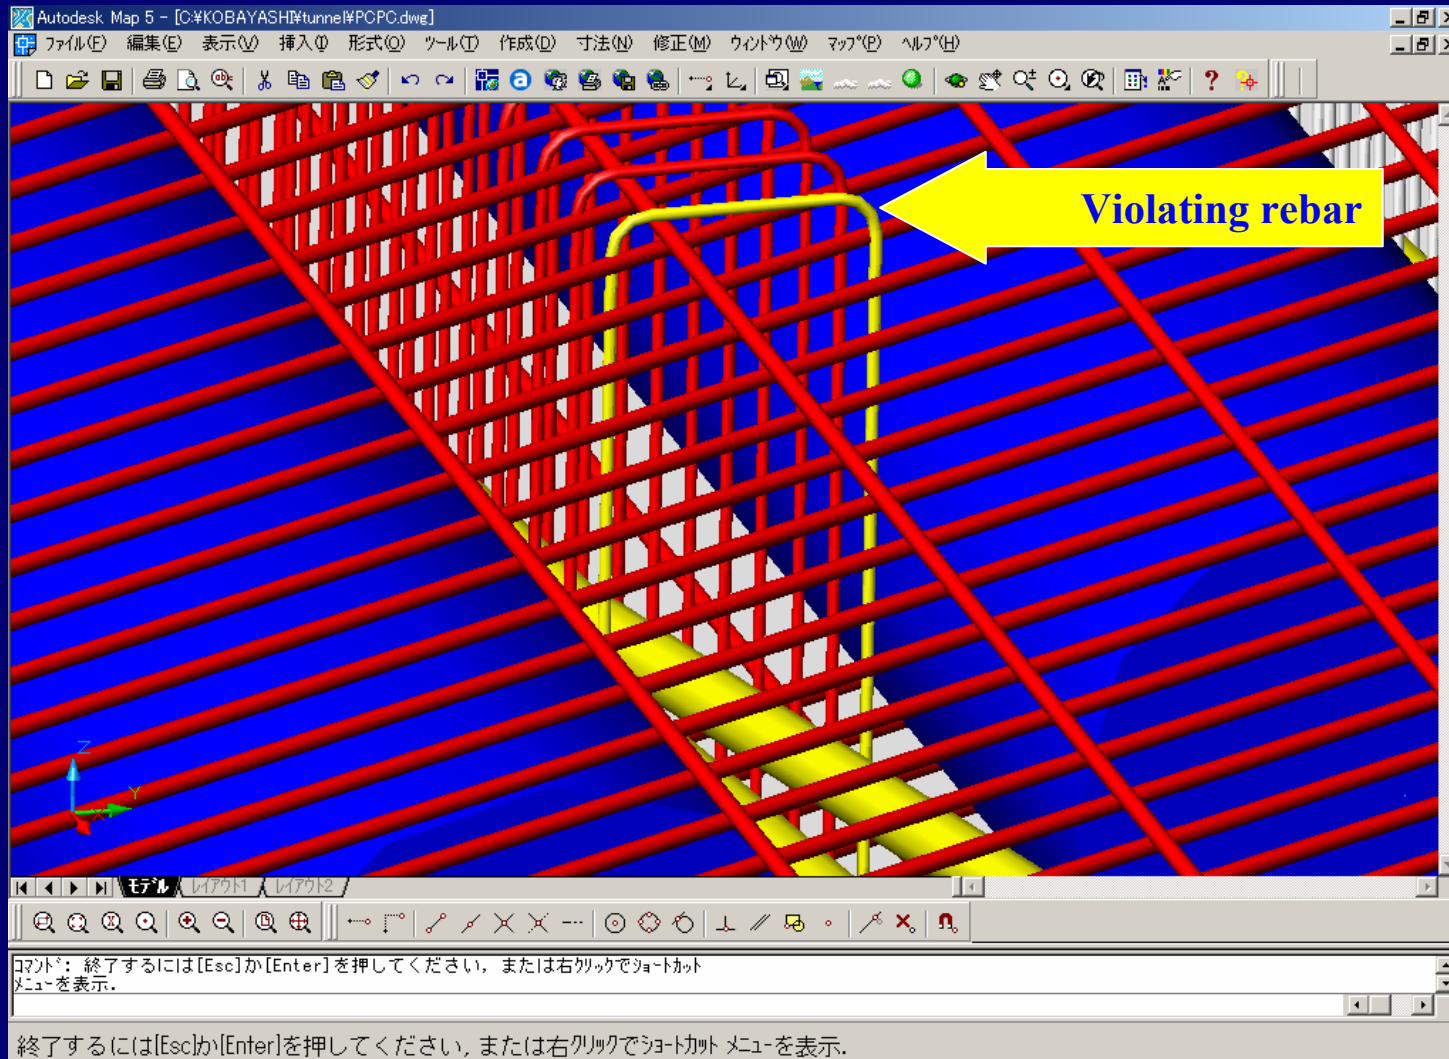 Autodesk Map 5 - [C:¥KOBAYASHI¥tunnel¥PCPC.dwg]
ファイル(F) 編集(E) 表示(V) 挿入(I) 形式(O) ツール(T) 作成(D) 寸法(N) 修正(M) ウィンドウ(W) マップ(P) ヘルプ(H)
Violating rebar
Z
Y
X
モデル レイアウト1 レイアウト2
コマンド: 終了するには[Esc]か[Enter]を押してください, または右クリックでショートカット
メニューを表示.
終了するには[Esc]か[Enter]を押してください, または右クリックでショートカット メニューを表示.